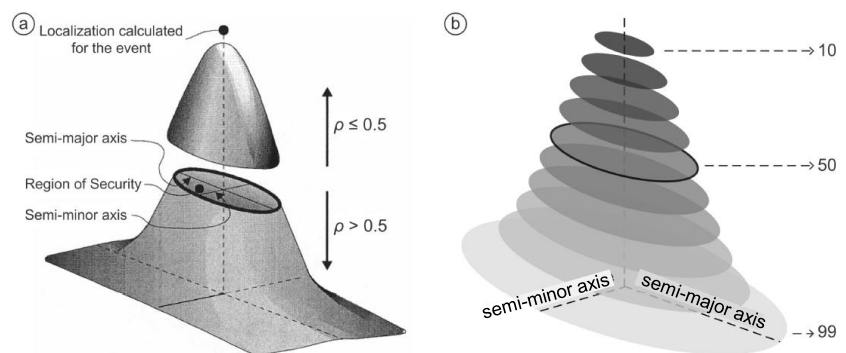 a
Localization calculated
for the event
ρ ≤ 0.5
Semi-major axis
Region of Security
Semi-minor axis
ρ > 0.5
b
10
50
semi-minor axis
semi-major axis
99